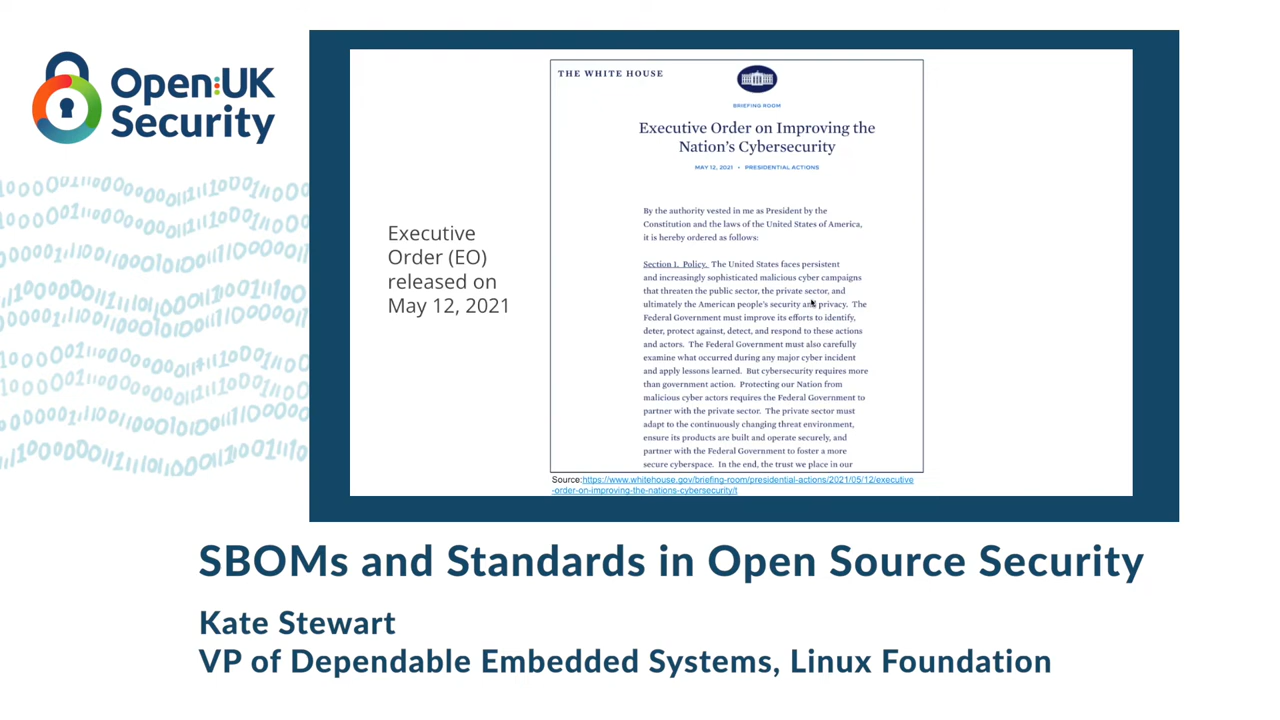 Open:UK
Security
THE WHITE HOUSE
BRIEFING ROOM
Executive Order on Improving the
Nation's Cybersecurity
MAY 12, 2021 • PRESIDENTIAL ACTIONS
Executive
Order (EO)
released on
May 12, 2021
By the authority vested in me as President by the
Constitution and the laws of the United States of America,
it is hereby ordered as follows:
Section 1. Policy. The United States faces persistent
and increasingly sophisticated malicious cyber campaigns
that threaten the public sector, the private sector, and
ultimately the American people's security and privacy. The
Federal Government must improve its efforts to identify,
deter, protect against, detect, and respond to these actions
and actors. The Federal Government must also carefully
examine what occurred during any major cyber incident
and apply lessons learned. But cybersecurity requires more
than government action. Protecting our Nation from
malicious cyber actors requires the Federal Government to
partner with the private sector. The private sector must
adapt to the continuously changing threat environment,
ensure its products are built and operate securely, and
partner with the Federal Government to foster a more
secure cyberspace. In the end, the trust we place in our
Source:https://www.whitehouse.gov/briefing-room/presidential-actions/2021/05/12/executive
-order-on-improving-the-nations-cybersecurity/t
SBOMs and Standards in Open Source Security
Kate Stewart
VP of Dependable Embedded Systems, Linux Foundation